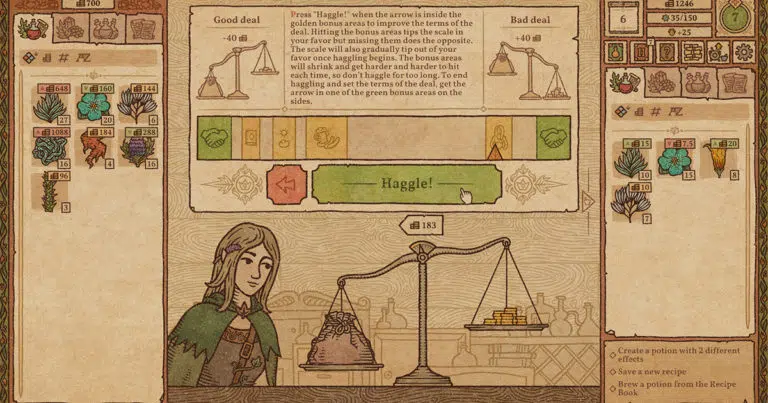 700
Good deal
-40
Press "Haggle!" when the arrow is inside the
golden bonus areas to improve the terms of the
deal. Hitting the bonus areas tips the scale in
your favor but missing them does the opposite.
The scale will also gradually tip out of your
favor once haggling begins. The bonus areas
will shrink and get harder and harder to hit
each time, so don't haggle for too long. To end
haggling and set the terms of the deal, get the
arrow in one of the green bonus areas on the
sides.
Bad deal
+40
Haggle!
183
648
160
144
27
20
6
1088
184
288
16
4
16
96
3
6
1246
35/150
+25
7
15
7.5
20
10
15
8
10
7
Create a potion with 2 different
effects
Save a new recipe
Brew a potion from the Recipe
Book